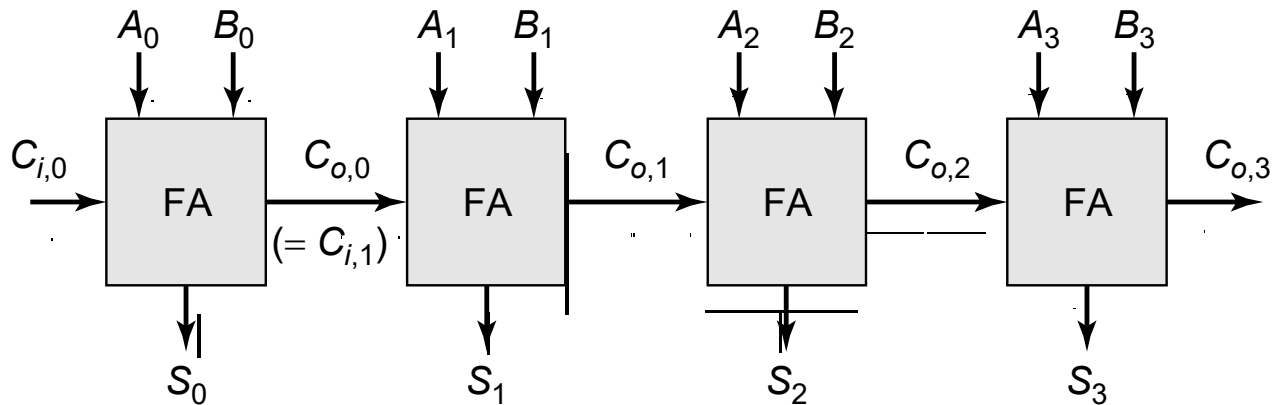 A0 B0 A1 B1 A2 B2 A3 B3
Ci,0 Co,0 Co,1 Co,2 Co,3
FA FA FA FA
(= Ci,1)
S0 S1 S2 S3